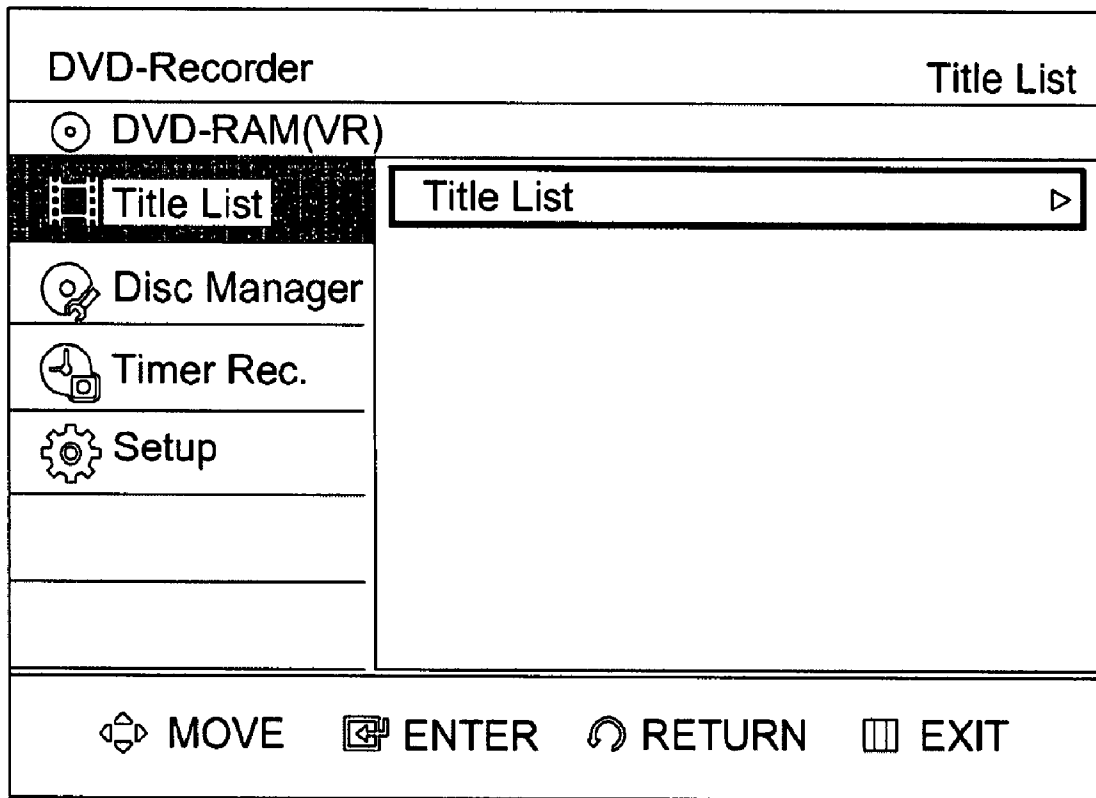 DVD-Recorder
Title List
DVD-RAM(VR)
Title List
Title List
Disc Manager
Timer Rec.
Setup
MOVE ENTER RETURN EXIT